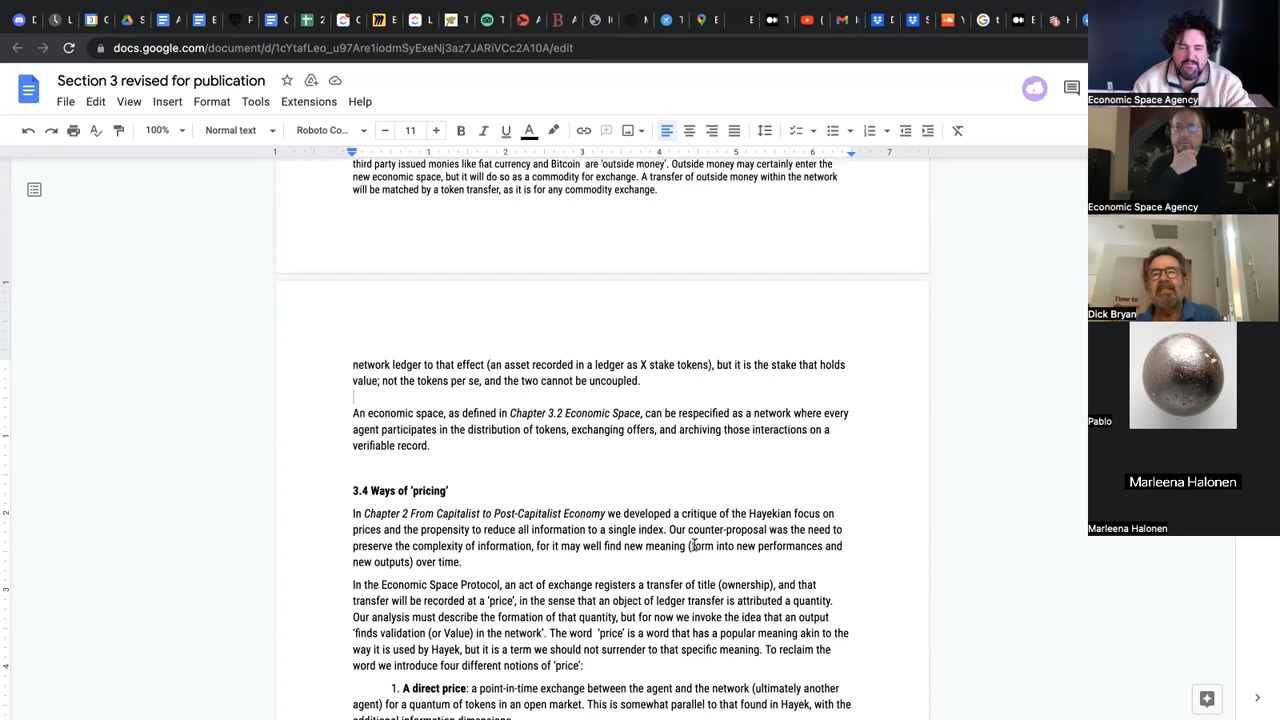 docs.google.com/document/d/1cYtafLeo_u97Are1iodmSyExeNj3az7JARiVCc2A10A/edit
Section 3 revised for publication
File Edit View Insert Format Tools Extensions Help
100% Normal text Roboto Co... 11
1 1 2 3 4 5 6 7
third party issued monies like fiat currency and Bitcoin are 'outside money'. Outside money may certainly enter the
new economic space, but it will do so as a commodity for exchange. A transfer of outside money within the network
will be matched by a token transfer, as it is for any commodity exchange.
network ledger to that effect (an asset recorded in a ledger as X stake tokens), but it is the stake that holds
value; not the tokens per se, and the two cannot be uncoupled.
An economic space, as defined in Chapter 3.2 Economic Space, can be respecified as a network where every
agent participates in the distribution of tokens, exchanging offers, and archiving those interactions on a
verifiable record.
3.4 Ways of 'pricing'
In Chapter 2 From Capitalist to Post-Capitalist Economy we developed a critique of the Hayekian focus on
prices and the propensity to reduce all information to a single index. Our counter-proposal was the need to
preserve the complexity of information, for it may well find new meaning (form into new performances and
new outputs) over time.
In the Economic Space Protocol, an act of exchange registers a transfer of title (ownership), and that
transfer will be recorded at a 'price', in the sense that an object of ledger transfer is attributed a quantity.
Our analysis must describe the formation of that quantity, but for now we invoke the idea that an output
'finds validation (or Value) in the network'. The word 'price' is a word that has a popular meaning akin to the
way it is used by Hayek, but it is a term we should not surrender to that specific meaning. To reclaim the
word we introduce four different notions of 'price':
1. A direct price: a point-in-time exchange between the agent and the network (ultimately another
agent) for a quantum of tokens in an open market. This is somewhat parallel to that found in Hayek, with the
additional information dimensions.
Economic Space Agency
Economic Space Agency
Time to
Dick Bryan
Pablo
Marleena Halonen
Marleena Halonen